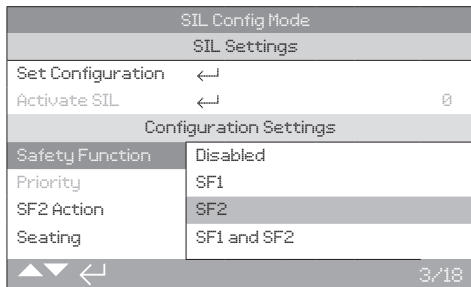 SIL Config Mode
SIL Settings
Set Configuration
Activate SIL 0
Configuration Settings
Safety Function Disabled
Priority SF1
SF2 Action SF2
Seating SF1 and SF2
3/18